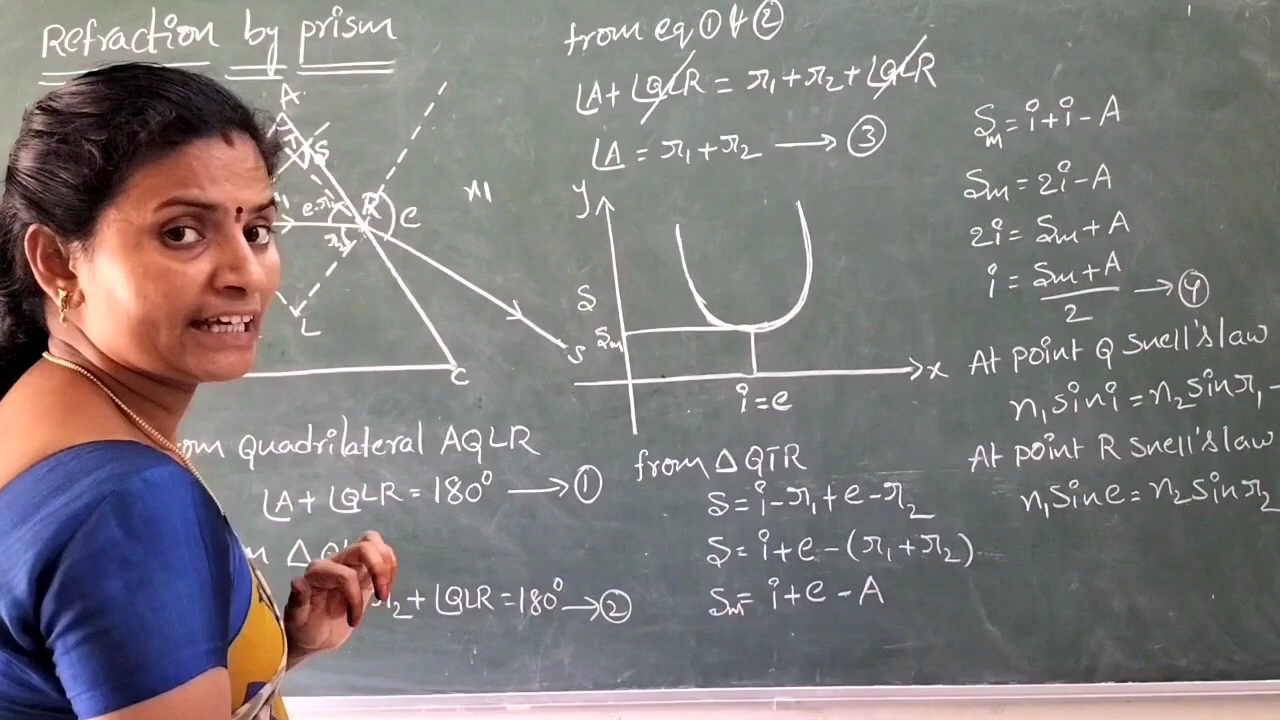 Refraction by prism
A
S
e-r₂
R
e
r₂
L
S
C
x1
Quadrilateral AQLR
∠A + ∠QLR = 180° ⟶ ①
r₂ + ∠QLR = 180° ⟶ ②
from eq ① & ②
∠A + ∠QLR = r₁ + r₂ + ∠QLR
∠A = r₁ + r₂ ⟶ ③
y
δ
δm
x
i = e
from △QTR
δ = i - r₁ + e - r₂
δ = i + e - (r₁ + r₂)
δm = i + e - A
δm = i + i - A
δm = 2i - A
2i = δm + A
i = δm + A / 2 ⟶ ④
At point Q Snell's law
n₁ sin i = n₂ sin r₁ -
At point R Snell's law
n₁ sin e = n₂ sin r₂